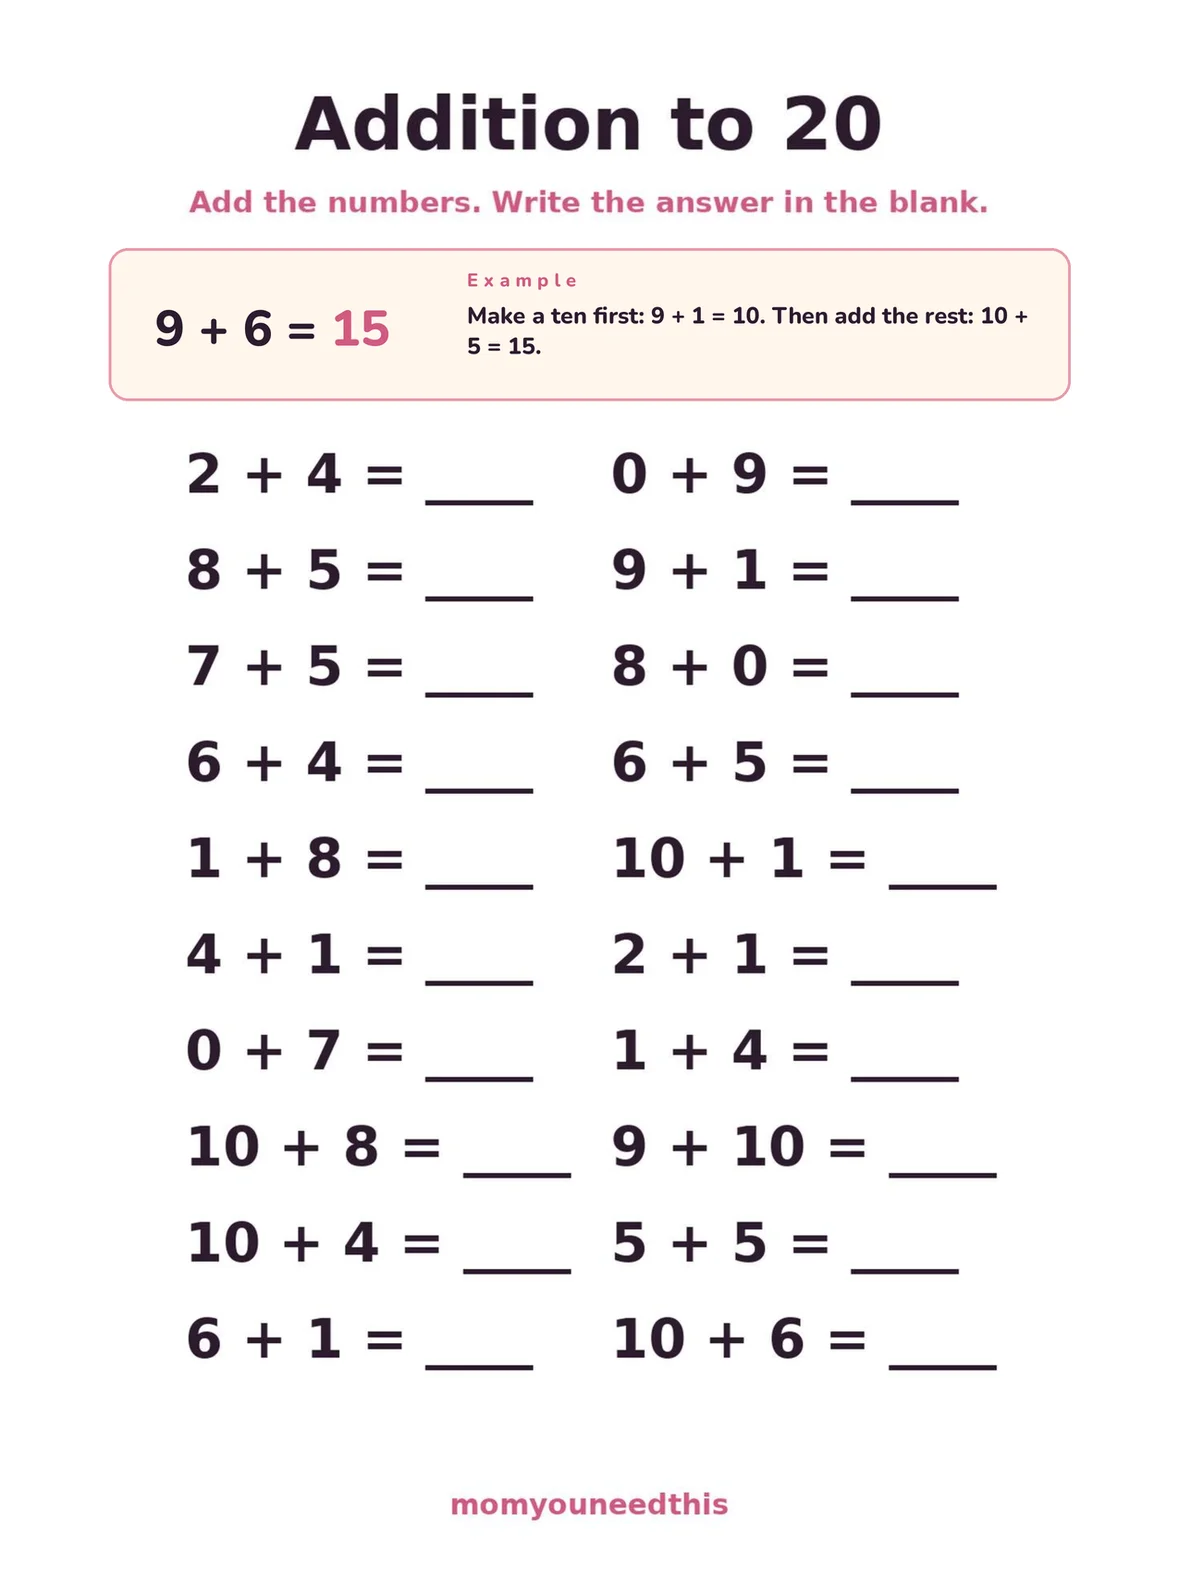 Addition to 20
Add the numbers. Write the answer in the blank.
Example
9 + 6 = 15
Make a ten first: 9 + 1 = 10. Then add the rest: 10 +
5 = 15.
2 + 4 = ____
0 + 9 = ____
8 + 5 = ____
9 + 1 = ____
7 + 5 = ____
8 + 0 = ____
6 + 4 = ____
6 + 5 = ____
1 + 8 = ____
10 + 1 = ____
4 + 1 = ____
2 + 1 = ____
0 + 7 = ____
1 + 4 = ____
10 + 8 = ____
9 + 10 = ____
10 + 4 = ____
5 + 5 = ____
6 + 1 = ____
10 + 6 = ____
momyouneedthis